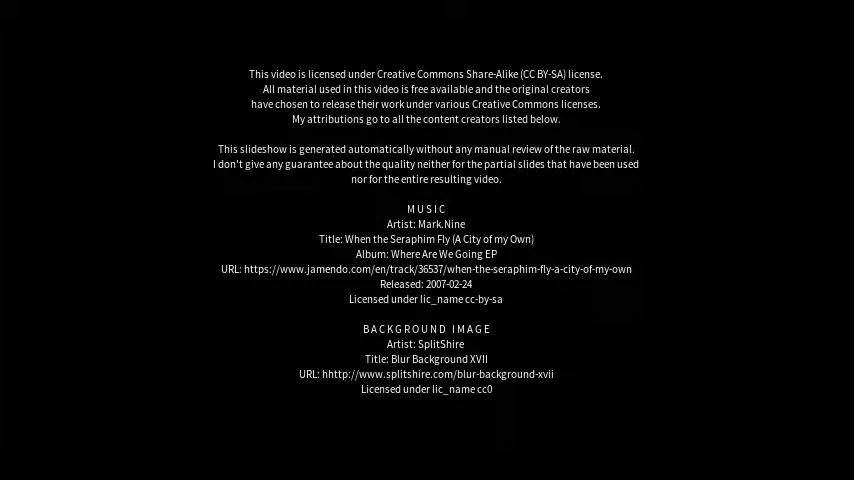 This video is licensed under Creative Commons Share-Alike (CC BY-SA) license.
All material used in this video is free available and the original creators
have chosen to release their work under various Creative Commons licenses.
My attributions go to all the content creators listed below.
This slideshow is generated automatically without any manual review of the raw material.
I don't give any guarantee about the quality neither for the partial slides that have been used
nor for the entire resulting video.
MUSIC
Artist: Mark.Nine
Title: When the Seraphim Fly (A City of my Own)
Album: Where Are We Going EP
URL: https://www.jamendo.com/en/track/36537/when-the-seraphim-fly-a-city-of-my-own
Released: 2007-02-24
Licensed under lic_name cc-by-sa
BACKGROUND IMAGE
Artist: SplitShire
Title: Blur Background XVII
URL: hhttp://www.splitshire.com/blur-background-xvii
Licensed under lic_name cc0